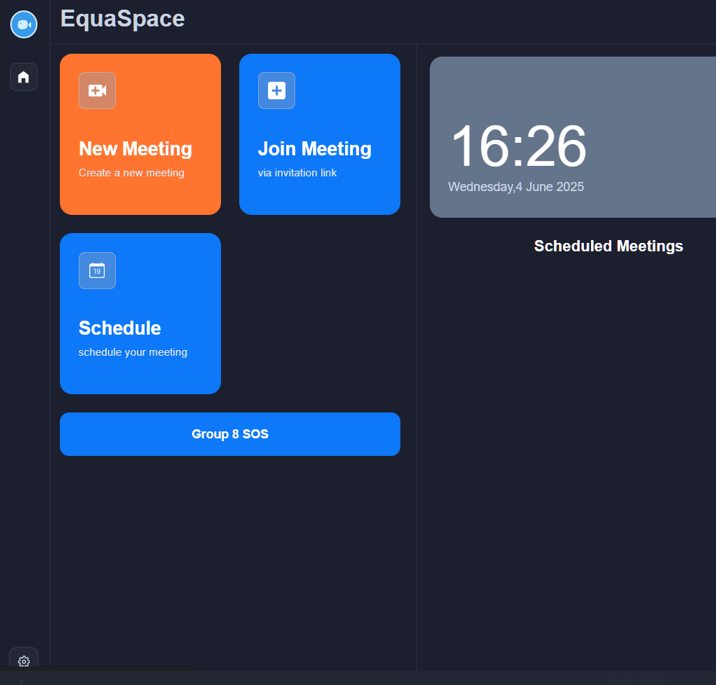 EquaSpace
New Meeting
Create a new meeting
Join Meeting
via invitation link
16:26
Wednesday,4 June 2025
Scheduled Meetings
19
Schedule
schedule your meeting
Group 8 SOS